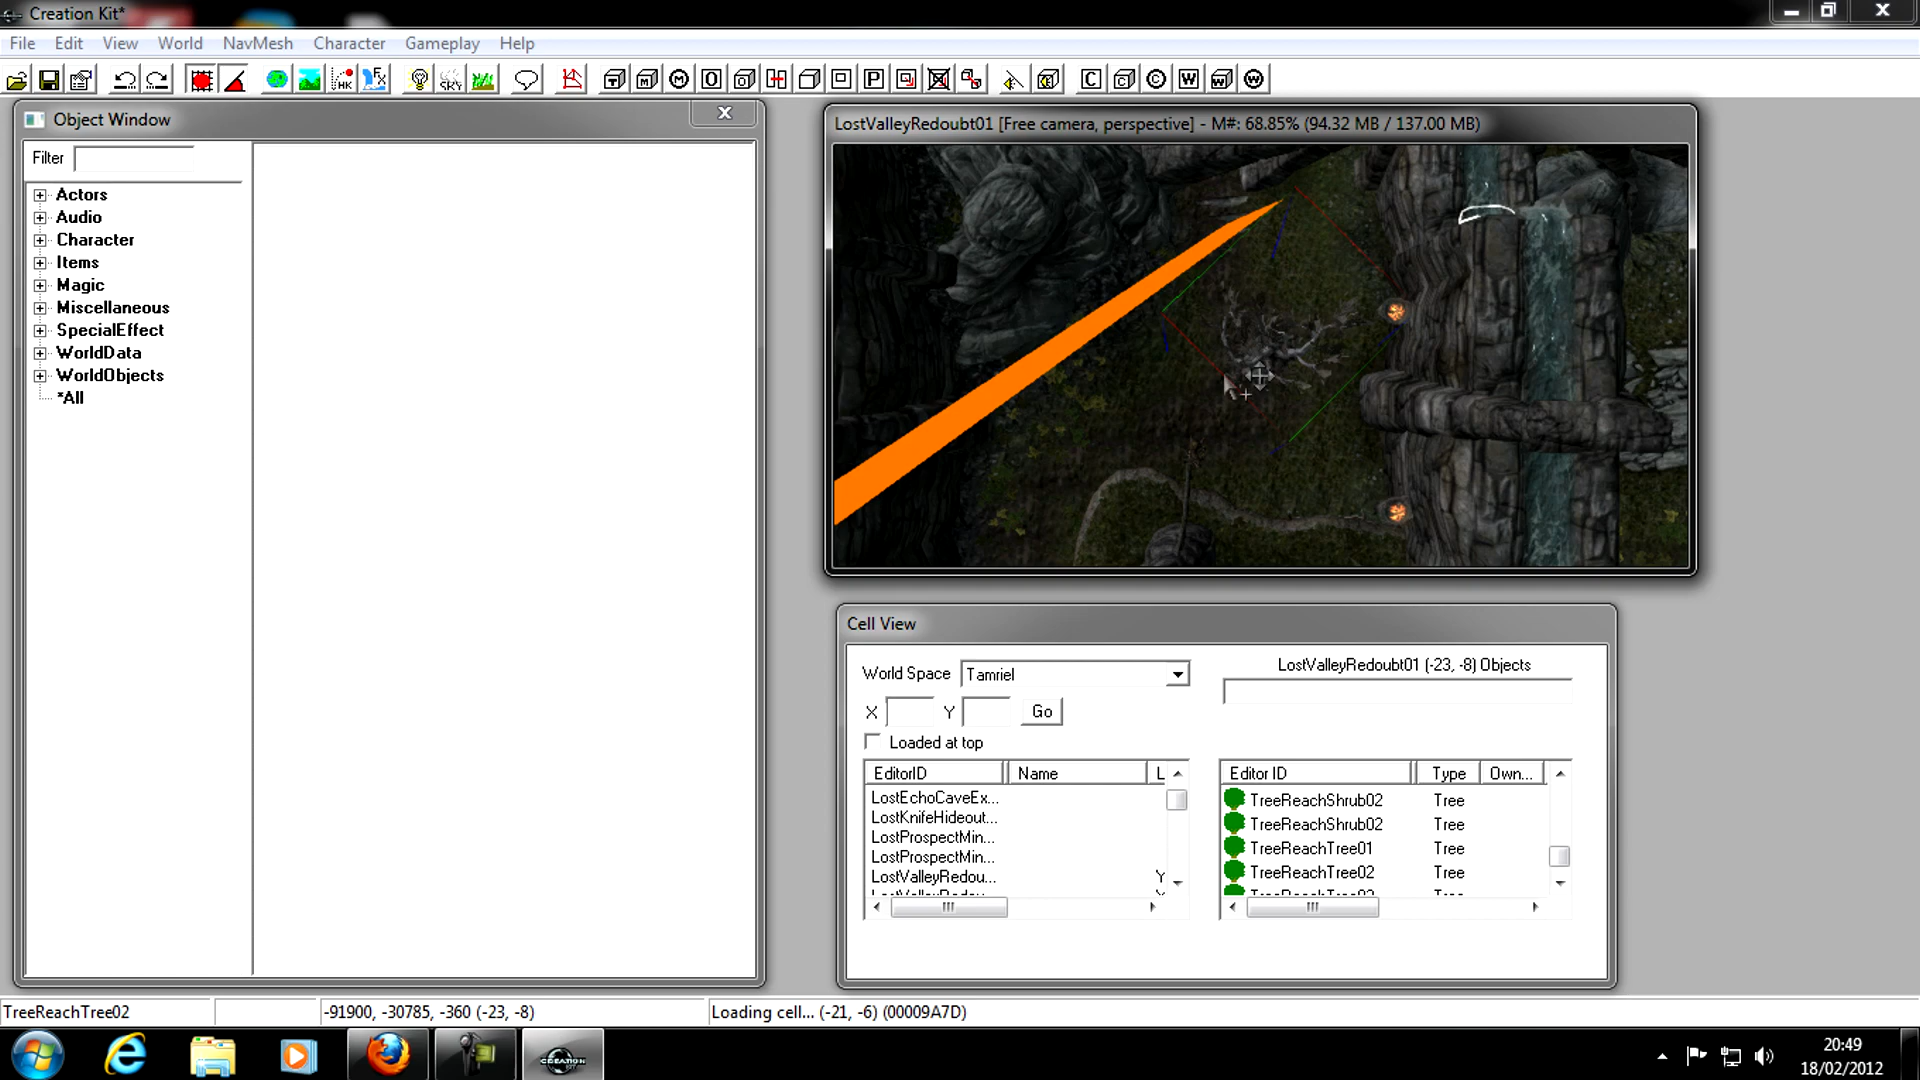 Creation Kit*
File Edit View World NavMesh Character Gameplay Help
Object Window
Filter
Actors
Audio
Character
Items
Magic
Miscellaneous
SpecialEffect
WorldData
WorldObjects
*All
LostValleyRedoubt01 [Free camera, perspective] - M#: 68.85% (94.32 MB / 137.00 MB)
Cell View
World Space Tamriel
X Y Go
Loaded at top
EditorID Name L
LostEchoCaveEx...
LostKnifeHideout...
LostProspectMin...
LostProspectMin...
LostValleyRedou... Y
LostValleyRedirect
LostValleyRedoubt01 (-23, -8) Objects
Editor ID Type Own...
TreeReachShrub02 Tree
TreeReachShrub02 Tree
TreeReachTree01 Tree
TreeReachTree02 Tree
TreeReachTree02
-91900, -30785, -360 (-23, -8)
Loading cell... (-21, -6) (00009A7D)
CREATION
20:49
18/02/2012